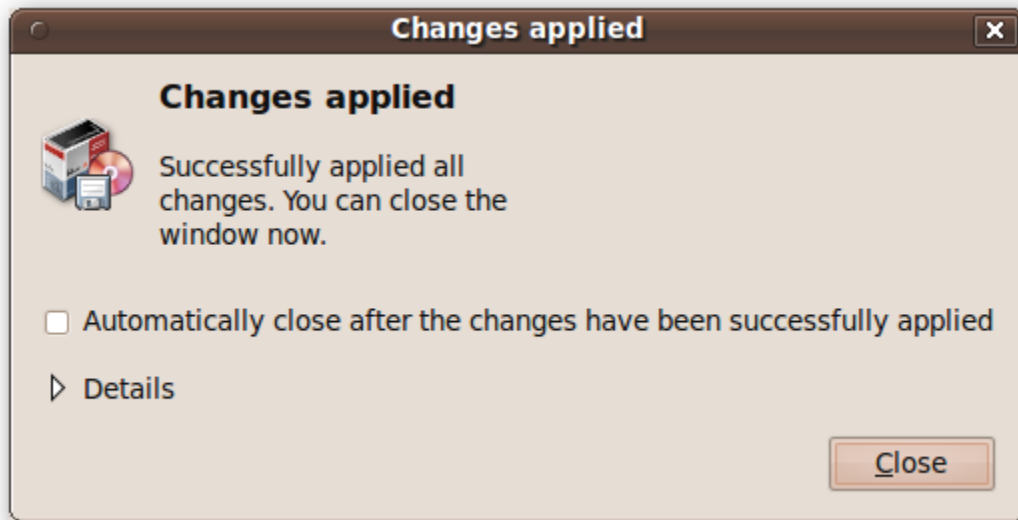 Changes applied
Changes applied
Successfully applied all
changes. You can close the
window now.
Automatically close after the changes have been successfully applied
Details
Close